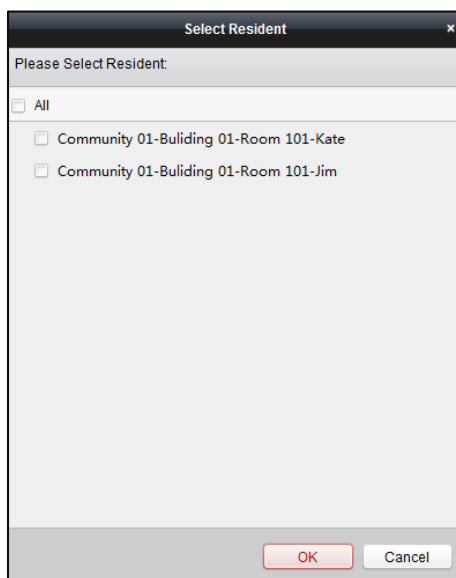 Select Resident
×
Please Select Resident:
All
Community 01-Buliding 01-Room 101-Kate
Community 01-Buliding 01-Room 101-Jim
OK Cancel